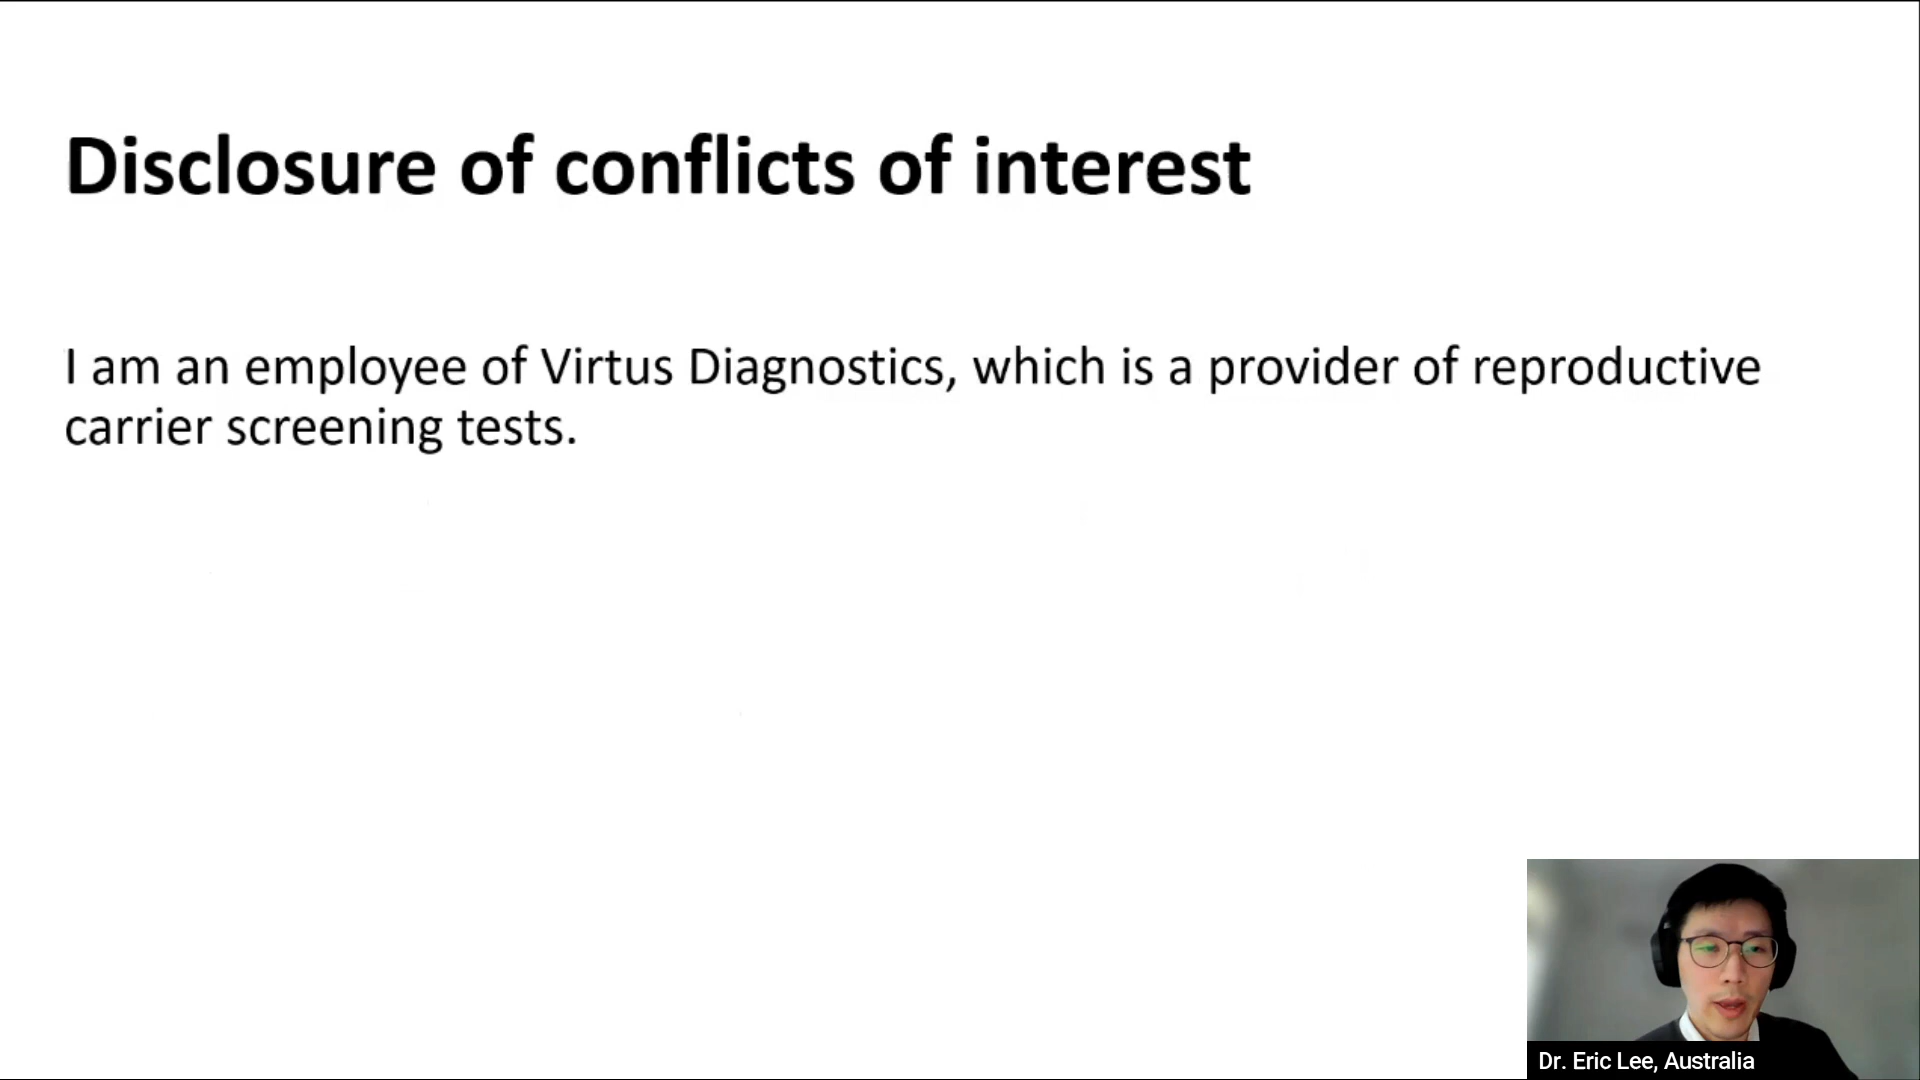 Disclosure of conflicts of interest
I am an employee of Virtus Diagnostics, which is a provider of reproductive
carrier screening tests.
Dr. Eric Lee, Australia